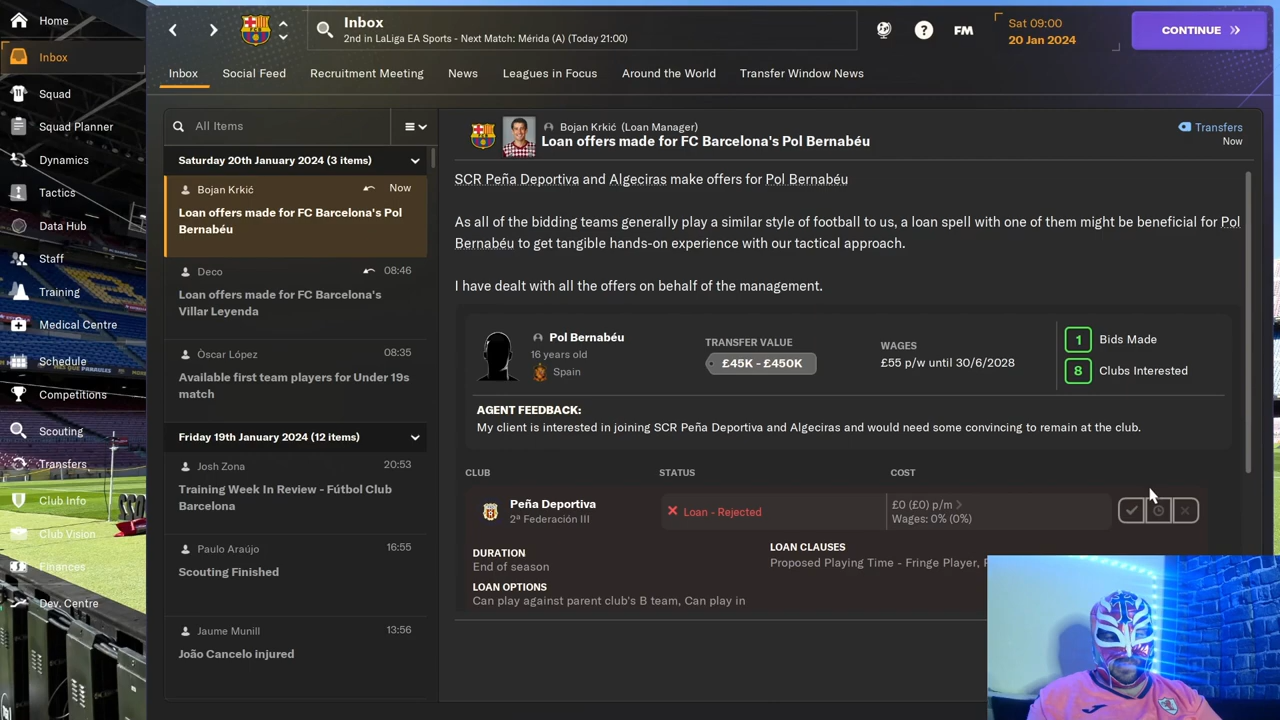 Home
Inbox
Squad
Squad Planner
Dynamics
Tactics
Data Hub
Staff
Training
Medical Centre
Schedule
Competitions
Scouting
Transfers
Club Info
Club Vision
Finances
Dev. Centre
Inbox
2nd in LaLiga EA Sports - Next Match: Mérida (A) (Today 21:00)
?
FM
Sat 09:00
20 Jan 2024
CONTINUE
Inbox
Social Feed
Recruitment Meeting
News
Leagues in Focus
Around the World
Transfer Window News
All Items
Saturday 20th January 2024 (3 items)
Bojan Krkić
Now
Loan offers made for FC Barcelona's Pol
Bernabéu
Deco
08:46
Loan offers made for FC Barcelona's
Villar Leyenda
Òscar López
08:35
Available first team players for Under 19s
match
Friday 19th January 2024 (12 items)
Josh Zona
20:53
Training Week In Review - Fútbol Club
Barcelona
Paulo Araújo
16:55
Scouting Finished
Jaume Munill
13:56
João Cancelo injured
Bojan Krkić (Loan Manager)
Loan offers made for FC Barcelona's Pol Bernabéu
Transfers
Now
SCR Peña Deportiva and Algeciras make offers for Pol Bernabéu
As all of the bidding teams generally play a similar style of football to us, a loan spell with one of them might be beneficial for Pol
Bernabéu to get tangible hands-on experience with our tactical approach.
I have dealt with all the offers on behalf of the management.
Pol Bernabéu
16 years old
Spain
TRANSFER VALUE
£45K - £450K
WAGES
£55 p/w until 30/6/2028
1 Bids Made
8 Clubs Interested
AGENT FEEDBACK:
My client is interested in joining SCR Peña Deportiva and Algeciras and would need some convincing to remain at the club.
CLUB
STATUS
COST
Peña Deportiva
2ª Federación III
Loan - Rejected
£0 (£0) p/m
Wages: 0% (0%)
DURATION
End of season
LOAN CLAUSES
Proposed Playing Time - Fringe Player,
LOAN OPTIONS
Can play against parent club's B team, Can play in